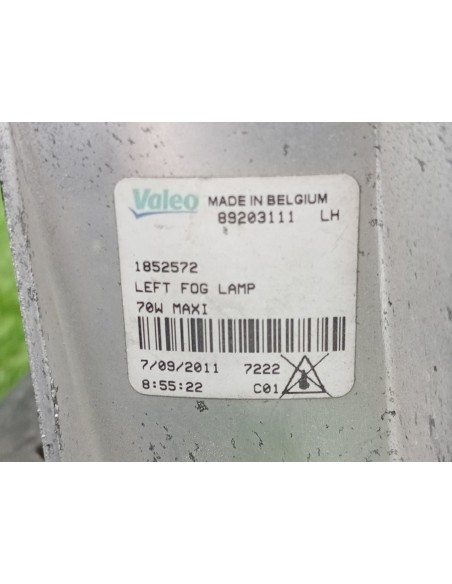 Valeo MADE IN BELGIUM
89203111 LH
1852572
LEFT FOG LAMP
70W MAXI
7/09/2011 7222
8:55:22 C01